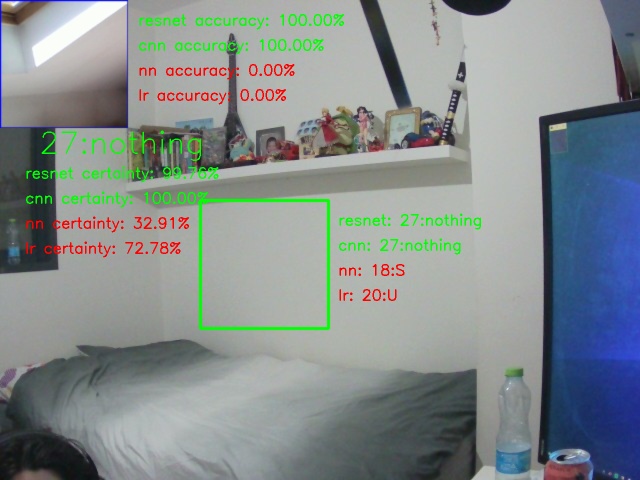 resnet accuracy: 100.00%
cnn accuracy: 100.00%
nn accuracy: 0.00%
lr accuracy: 0.00%
27:nothing
resnet certainty: 99.76%
cnn certainty: 100.00%
nn certainty: 32.91%
lr certainty: 72.78%
resnet: 27:nothing
cnn: 27:nothing
nn: 18:S
lr: 20:U